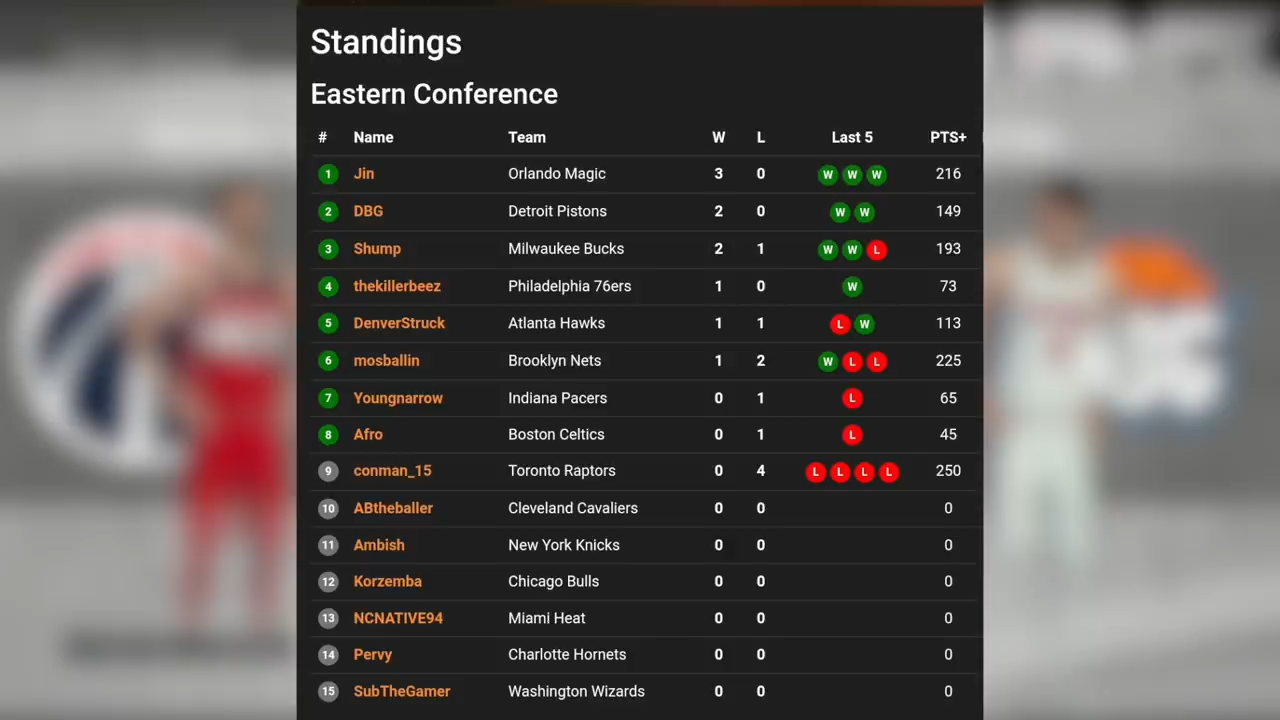 Standings
Eastern Conference
# Name Team W L Last 5 PTS+
1 Jin Orlando Magic 3 0 W W W 216
2 DBG Detroit Pistons 2 0 W W 149
3 Shump Milwaukee Bucks 2 1 W W L 193
4 thekillerbeez Philadelphia 76ers 1 0 W 73
5 DenverStruck Atlanta Hawks 1 1 L W 113
6 mosballin Brooklyn Nets 1 2 W L L 225
7 Youngnarrow Indiana Pacers 0 1 L 65
8 Afro Boston Celtics 0 1 L 45
9 conman_15 Toronto Raptors 0 4 L L L L 250
10 ABtheballer Cleveland Cavaliers 0 0 0
11 Ambish New York Knicks 0 0 0
12 Korzemba Chicago Bulls 0 0 0
13 NCNATIVE94 Miami Heat 0 0 0
14 Pervy Charlotte Hornets 0 0 0
15 SubTheGamer Washington Wizards 0 0 0